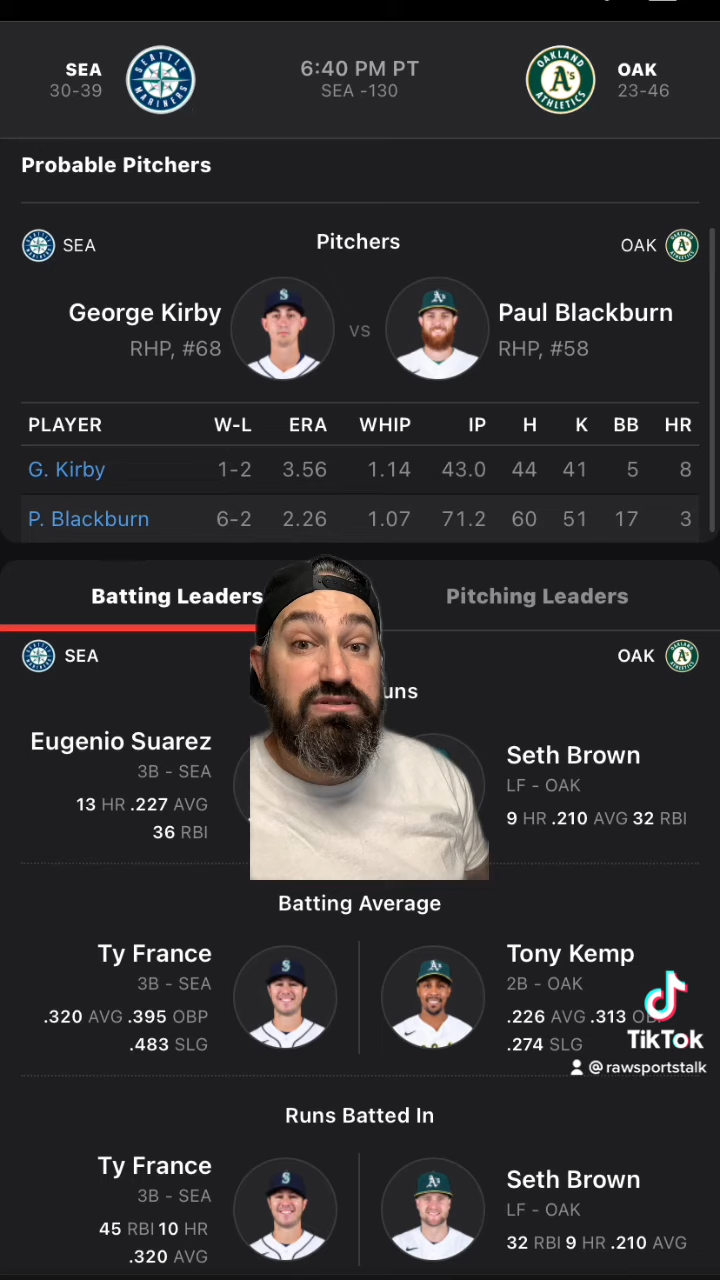 SEA
30-39
6:40 PM PT
SEA -130
OAK
23-46
Probable Pitchers
SEA
Pitchers
OAK
George Kirby
RHP, #68
VS
Paul Blackburn
RHP, #58
PLAYER W-L ERA WHIP IP H K BB HR
G. Kirby 1-2 3.56 1.14 43.0 44 41 5 8
P. Blackburn 6-2 2.26 1.07 71.2 60 51 17 3
Batting Leaders
Pitching Leaders
SEA
OAK
uns
Eugenio Suarez
3B - SEA
13 HR .227 AVG
36 RBI
Seth Brown
LF - OAK
9 HR .210 AVG 32 RBI
Batting Average
Ty France
3B - SEA
.320 AVG .395 OBP
.483 SLG
Tony Kemp
2B - OAK
.226 AVG .313 OB
.274 SLG
TikTok
@rawsportstalk
Runs Batted In
Ty France
3B - SEA
45 RBI 10 HR
.320 AVG
Seth Brown
LF - OAK
32 RBI 9 HR .210 AVG